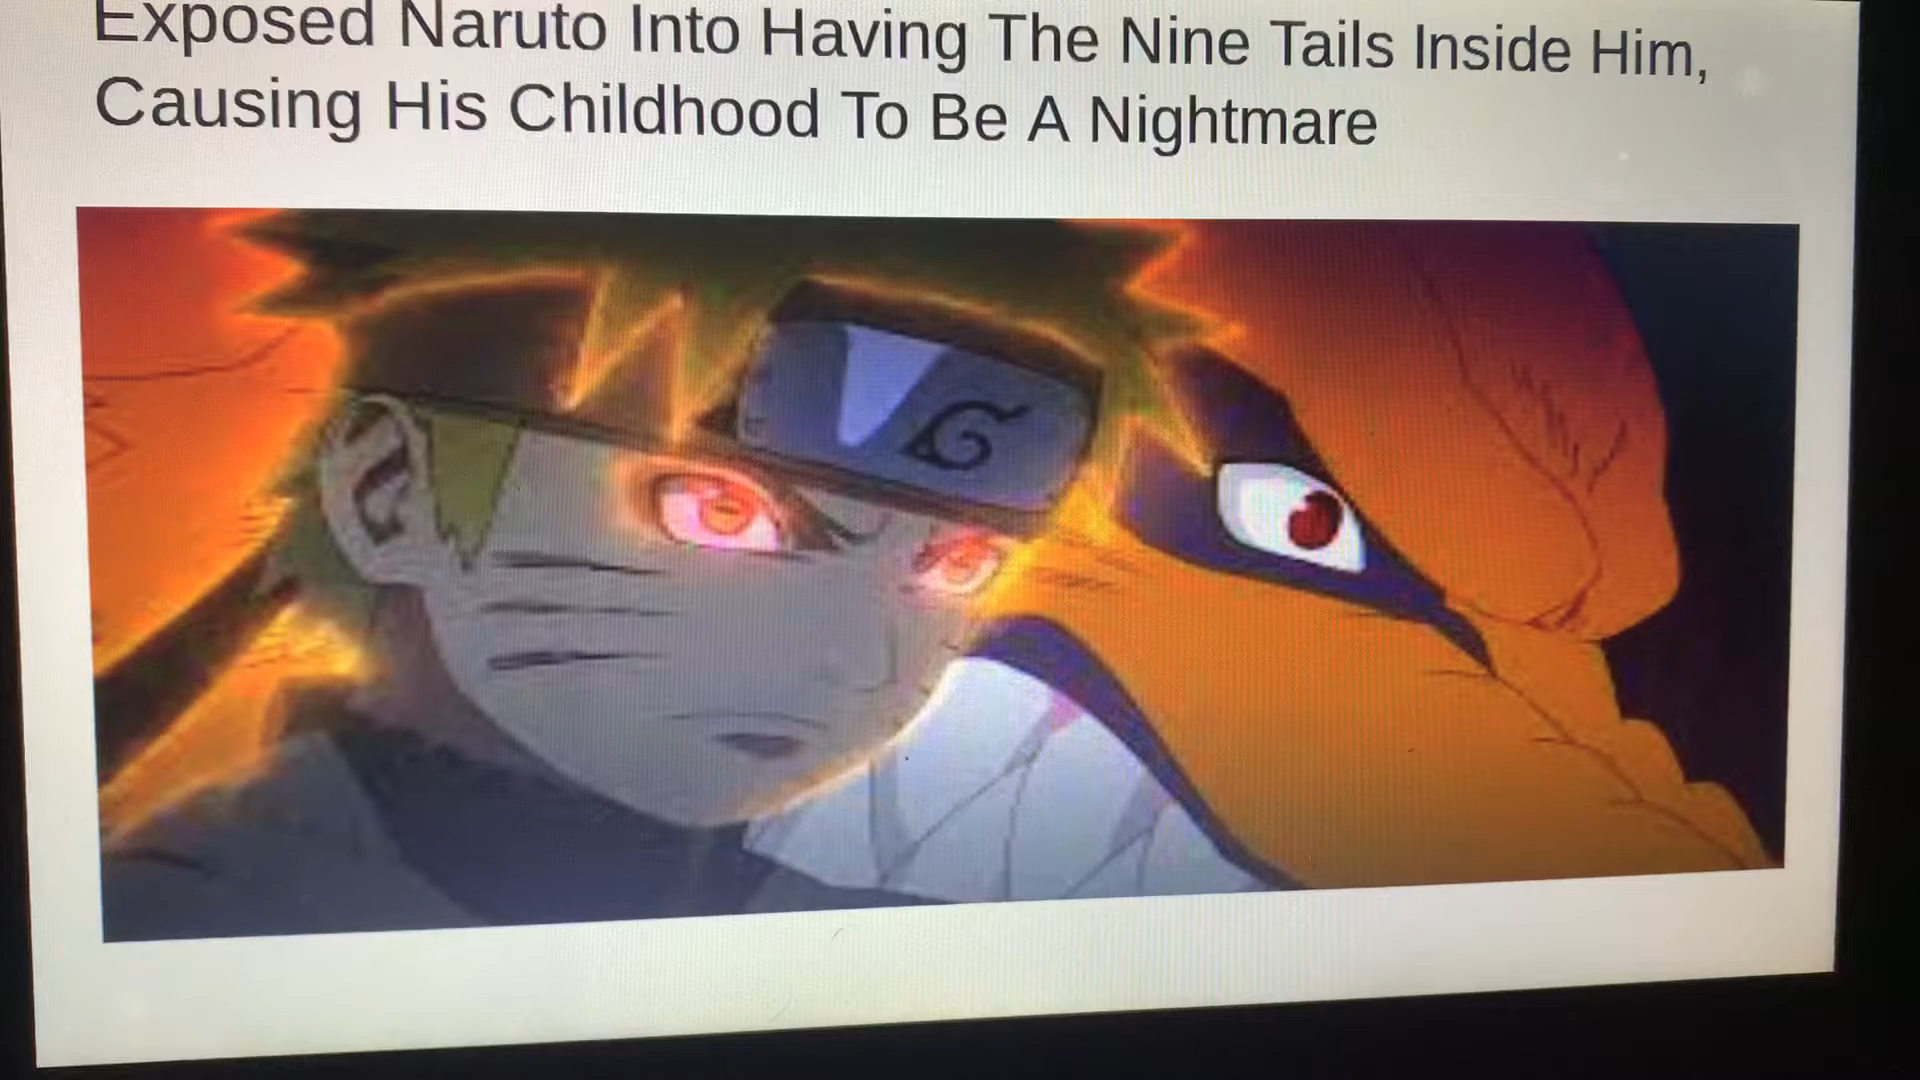 Exposed Naruto Into Having The Nine Tails Inside Him,
Causing His Childhood To Be A Nightmare